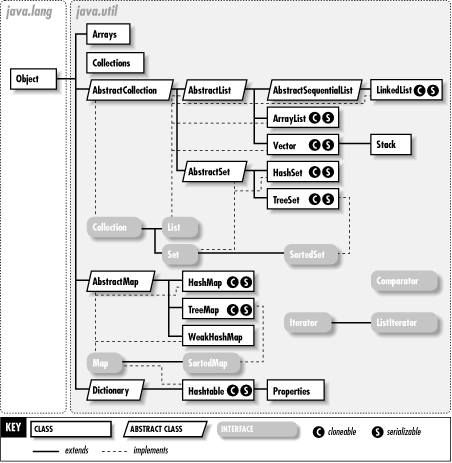 java.lang
java.util
Arrays
Collections
Object
AbstractCollection
AbstractList
AbstractSequentialList
LinkedList C S
ArrayList C S
Vector C S
Stack
AbstractSet
HashSet C S
TreeSet C S
Collection
List
Set
SortedSet
AbstractMap
HashMap C S
Comparator
TreeMap C S
Iterator
ListIterator
WeakHashMap
Map
SortedMap
Dictionary
Hashtable C S
Properties
KEY
CLASS
ABSTRACT CLASS
INTERFACE
C cloneable
S serializable
extends
implements